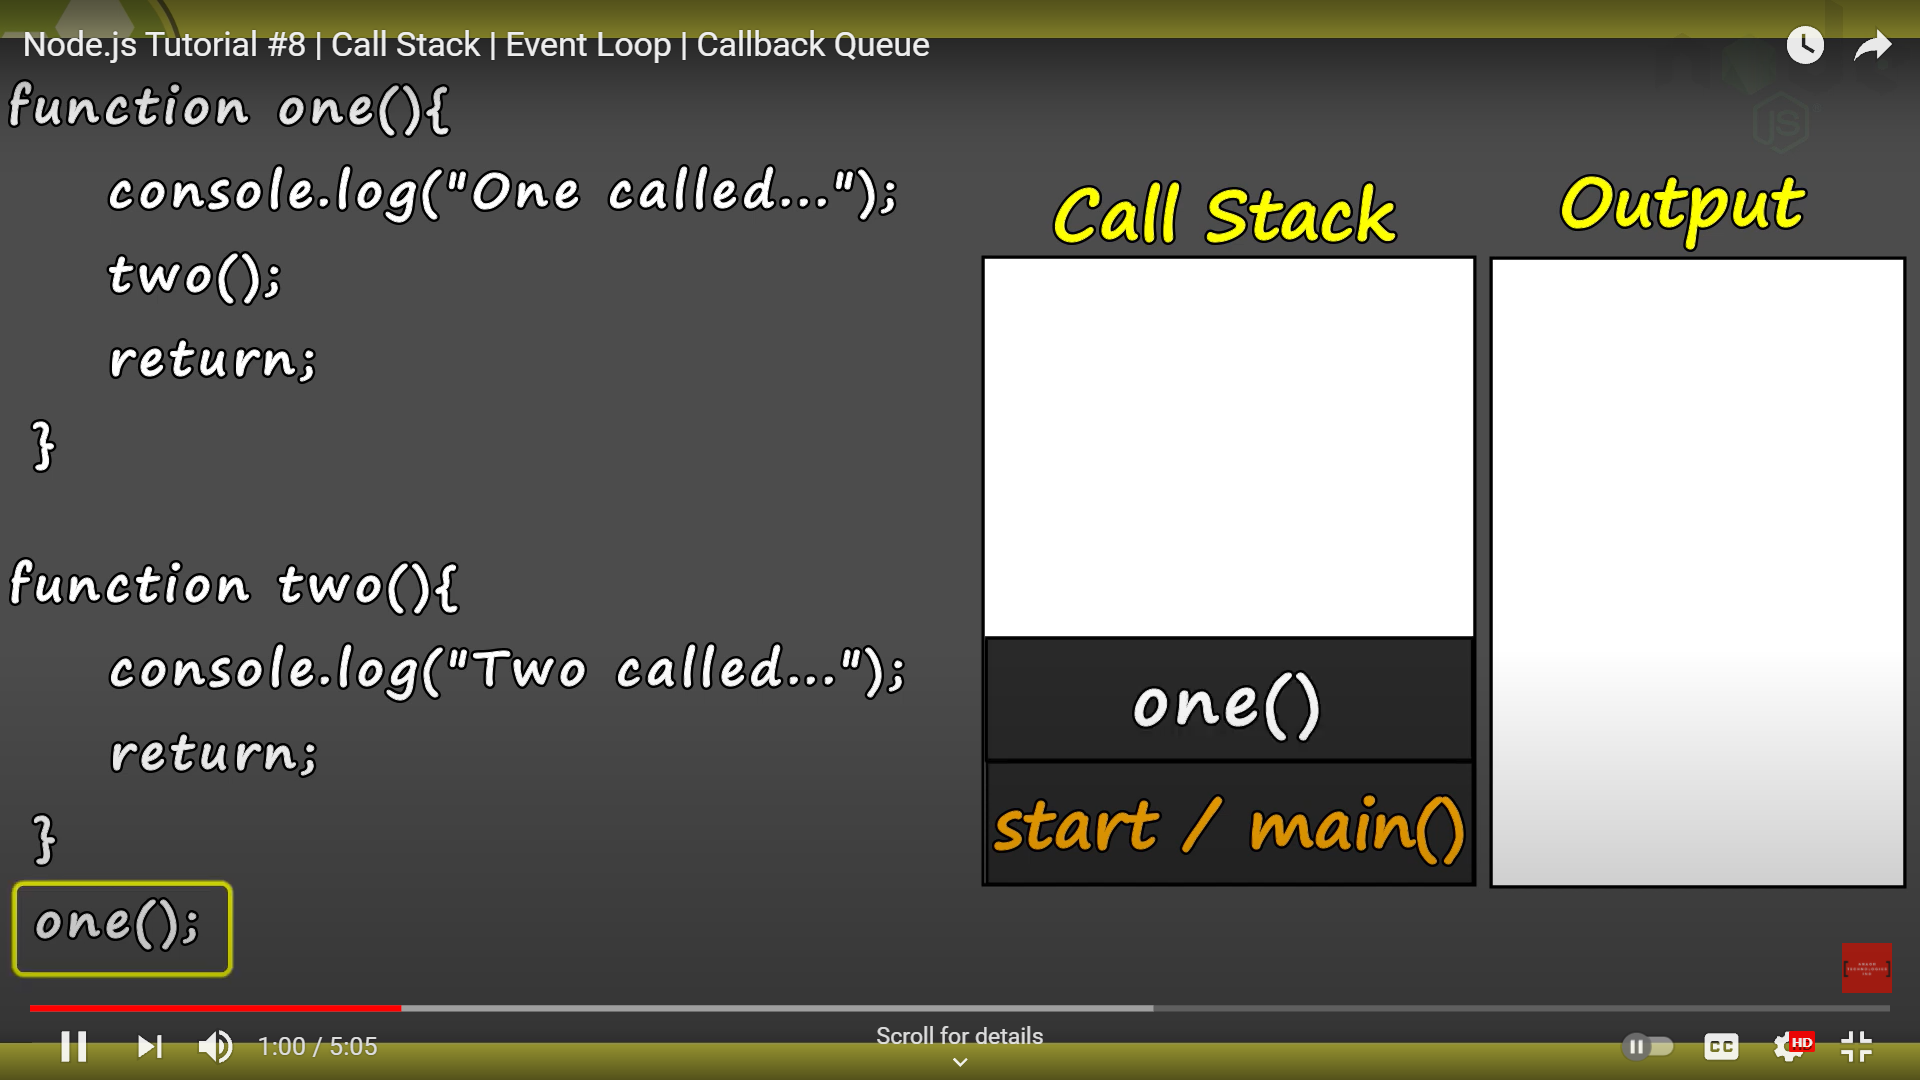 Node.js Tutorial #8 | Call Stack | Event Loop | Callback Queue
function one(){
console.log("One called...");
two();
return;
}
function two(){
console.log("Two called...");
return;
}
one();
Call Stack
one()
start / main()
Output
1:00 / 5:05
Scroll for details
CC
HD
JS